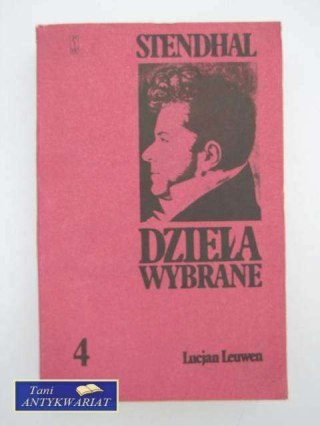 STENDHAL
DZIEŁA
WYBRANE
4
Lucjan Leuwen
Tani
ANTYKWARIAT